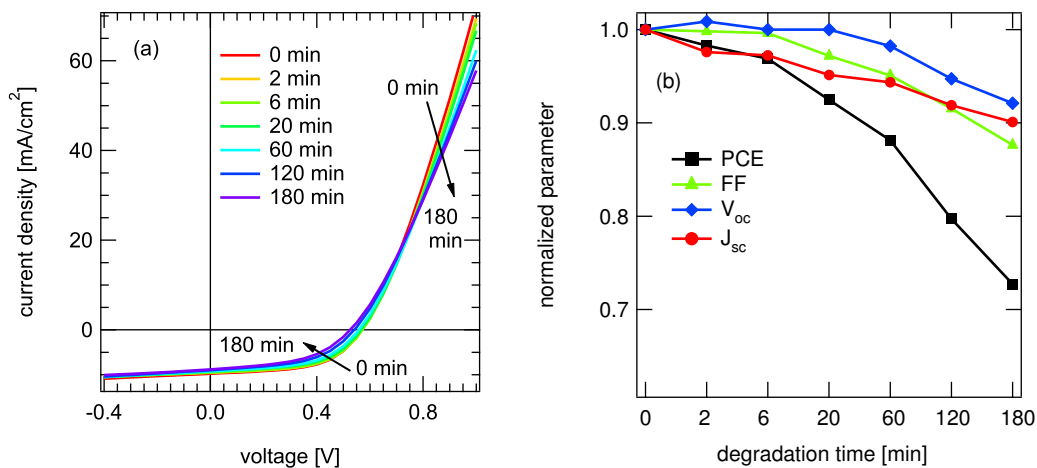 (a)
0 min
2 min
6 min
20 min
60 min
120 min
180 min
0 min
180
min
180 min
0 min
60
40
20
0
-0.4
0.0
0.4
0.8
current density [mA/cm²]
voltage [V]
(b)
PCE
FF
Voc
Jsc
1.0
0.9
0.8
0.7
0
2
6
20
60
120
180
normalized parameter
degradation time [min]